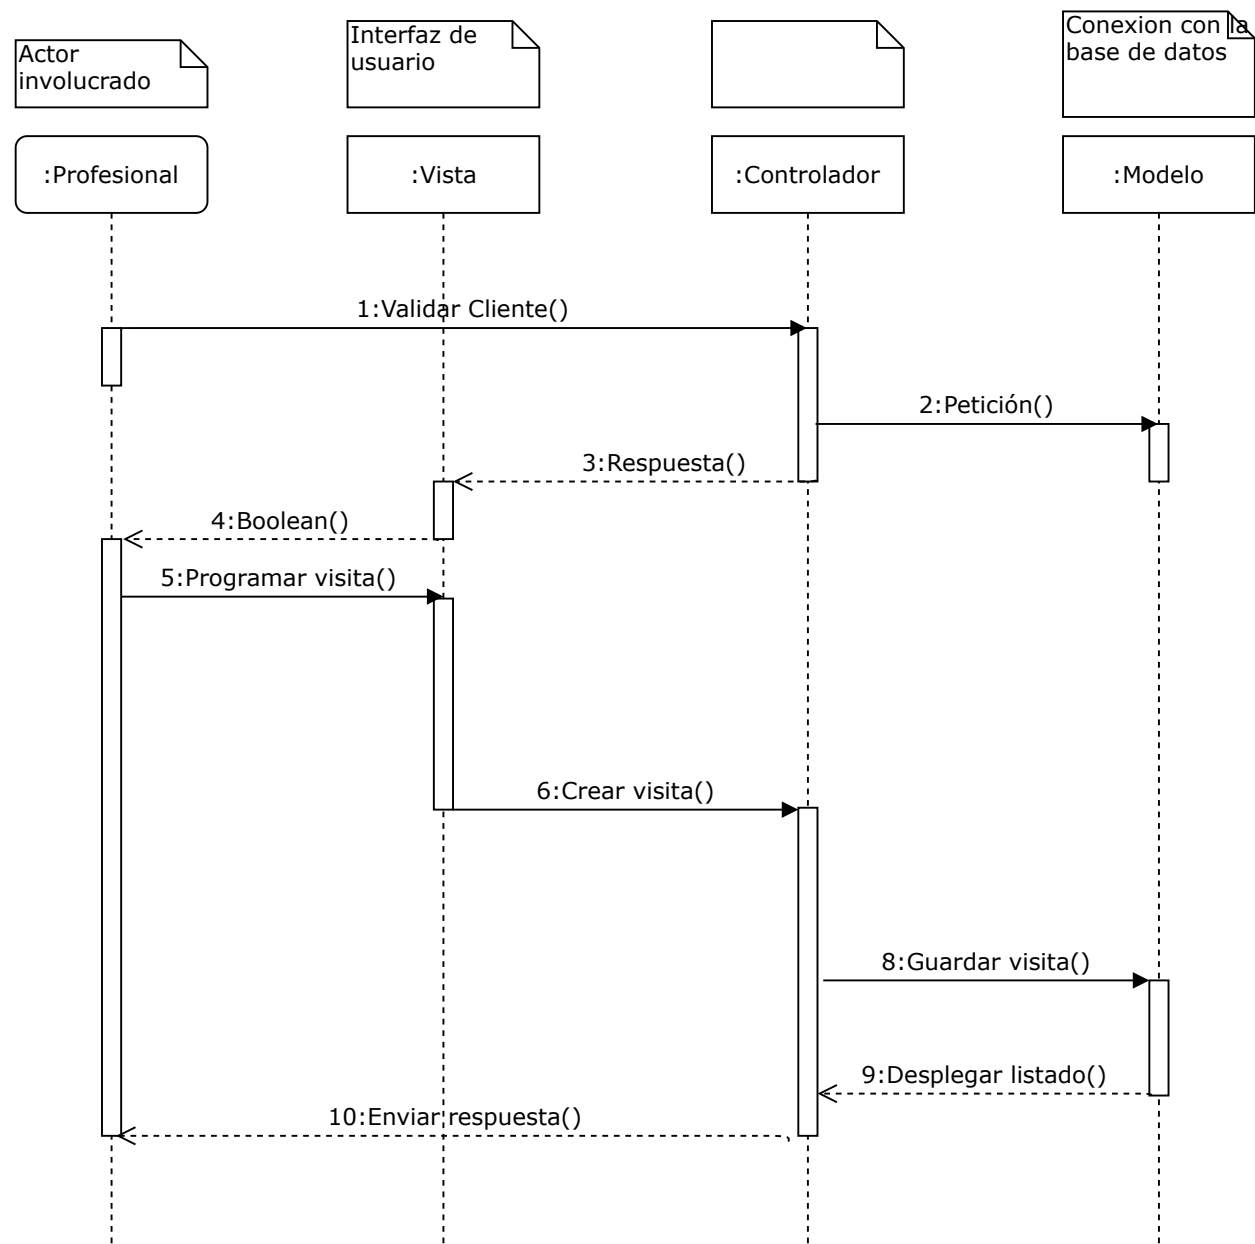 Actor
involucrado
Interfaz de
usuario
Conexion con la
base de datos
:Profesional
:Vista
:Controlador
:Modelo
1:Validar Cliente()
2:Petición()
3:Respuesta()
4:Boolean()
5:Programar visita()
6:Crear visita()
8:Guardar visita()
9:Desplegar listado()
10:Enviar respuesta()